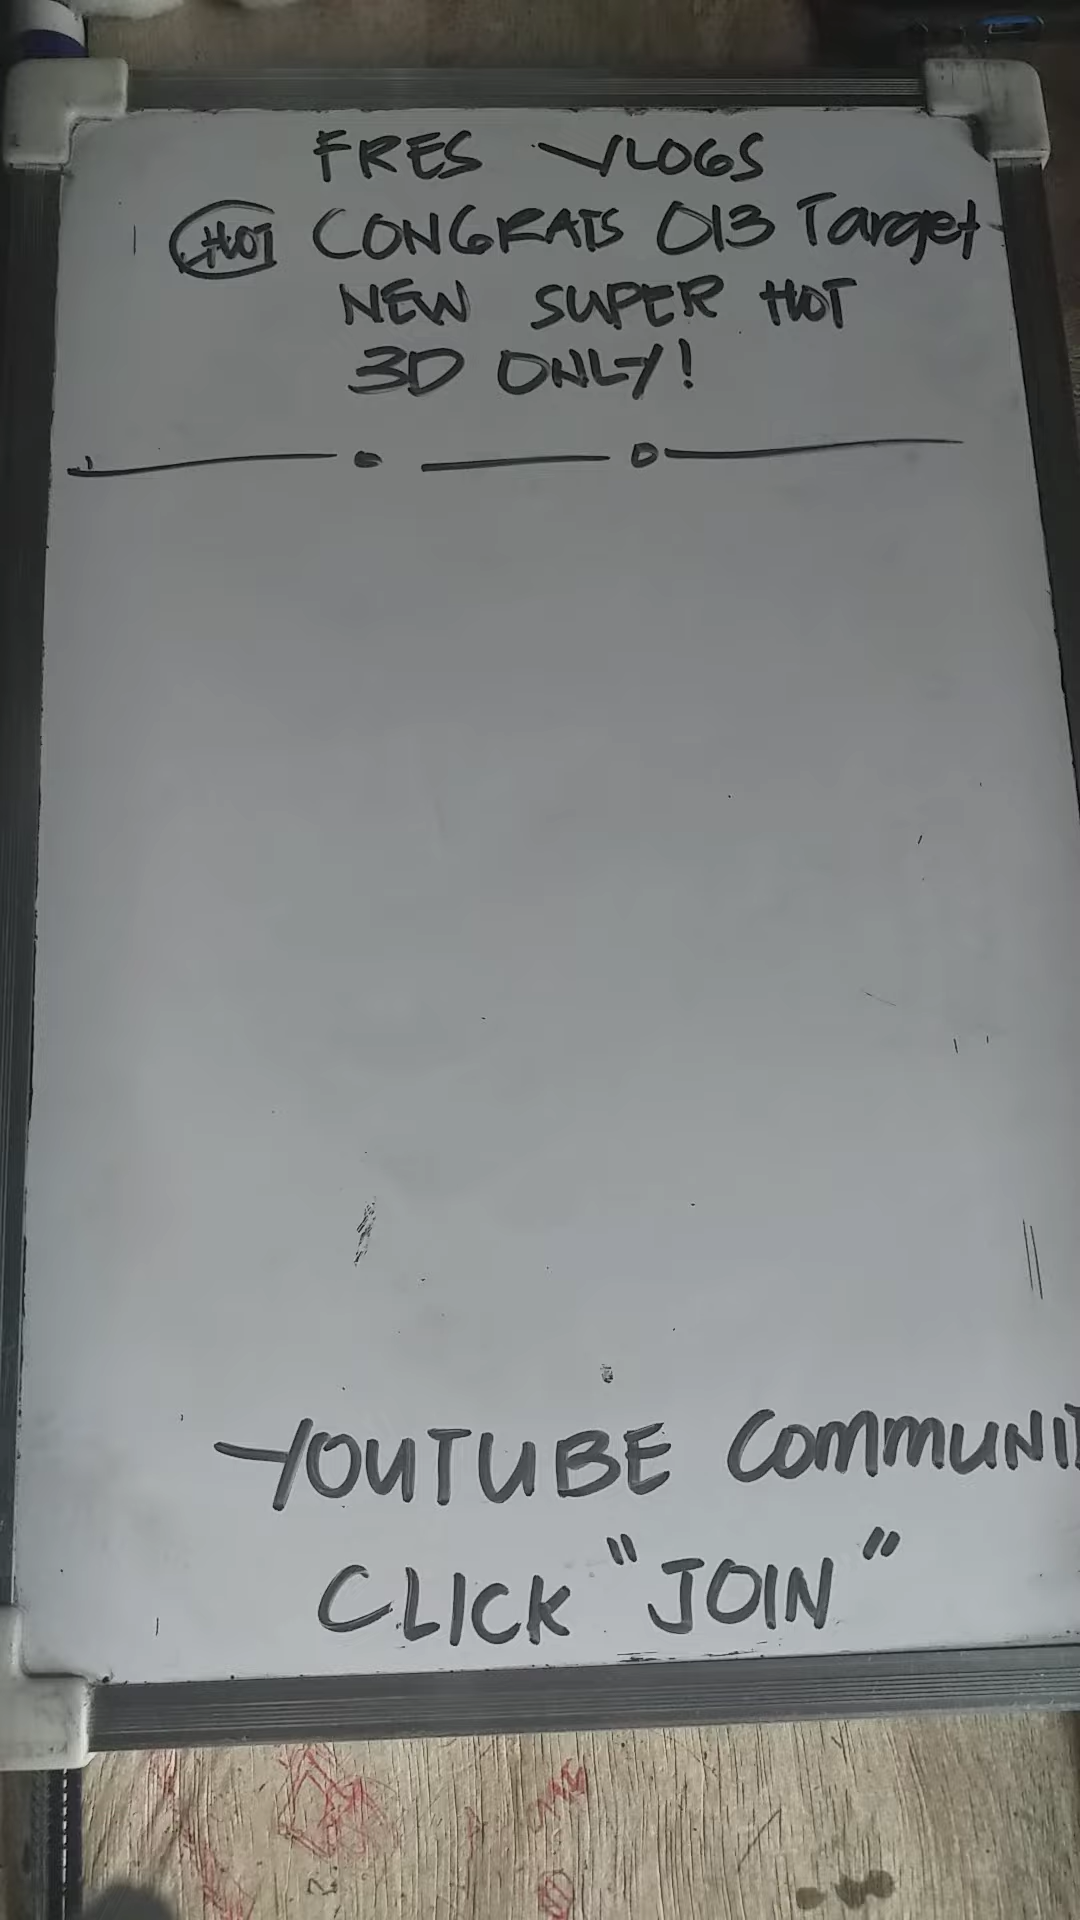 FRES VLOGS
HOT CONGRATS 013 Target
NEW SUPER HOT
3D ONLY!
YOUTUBE COMMUNI
CLICK "JOIN"